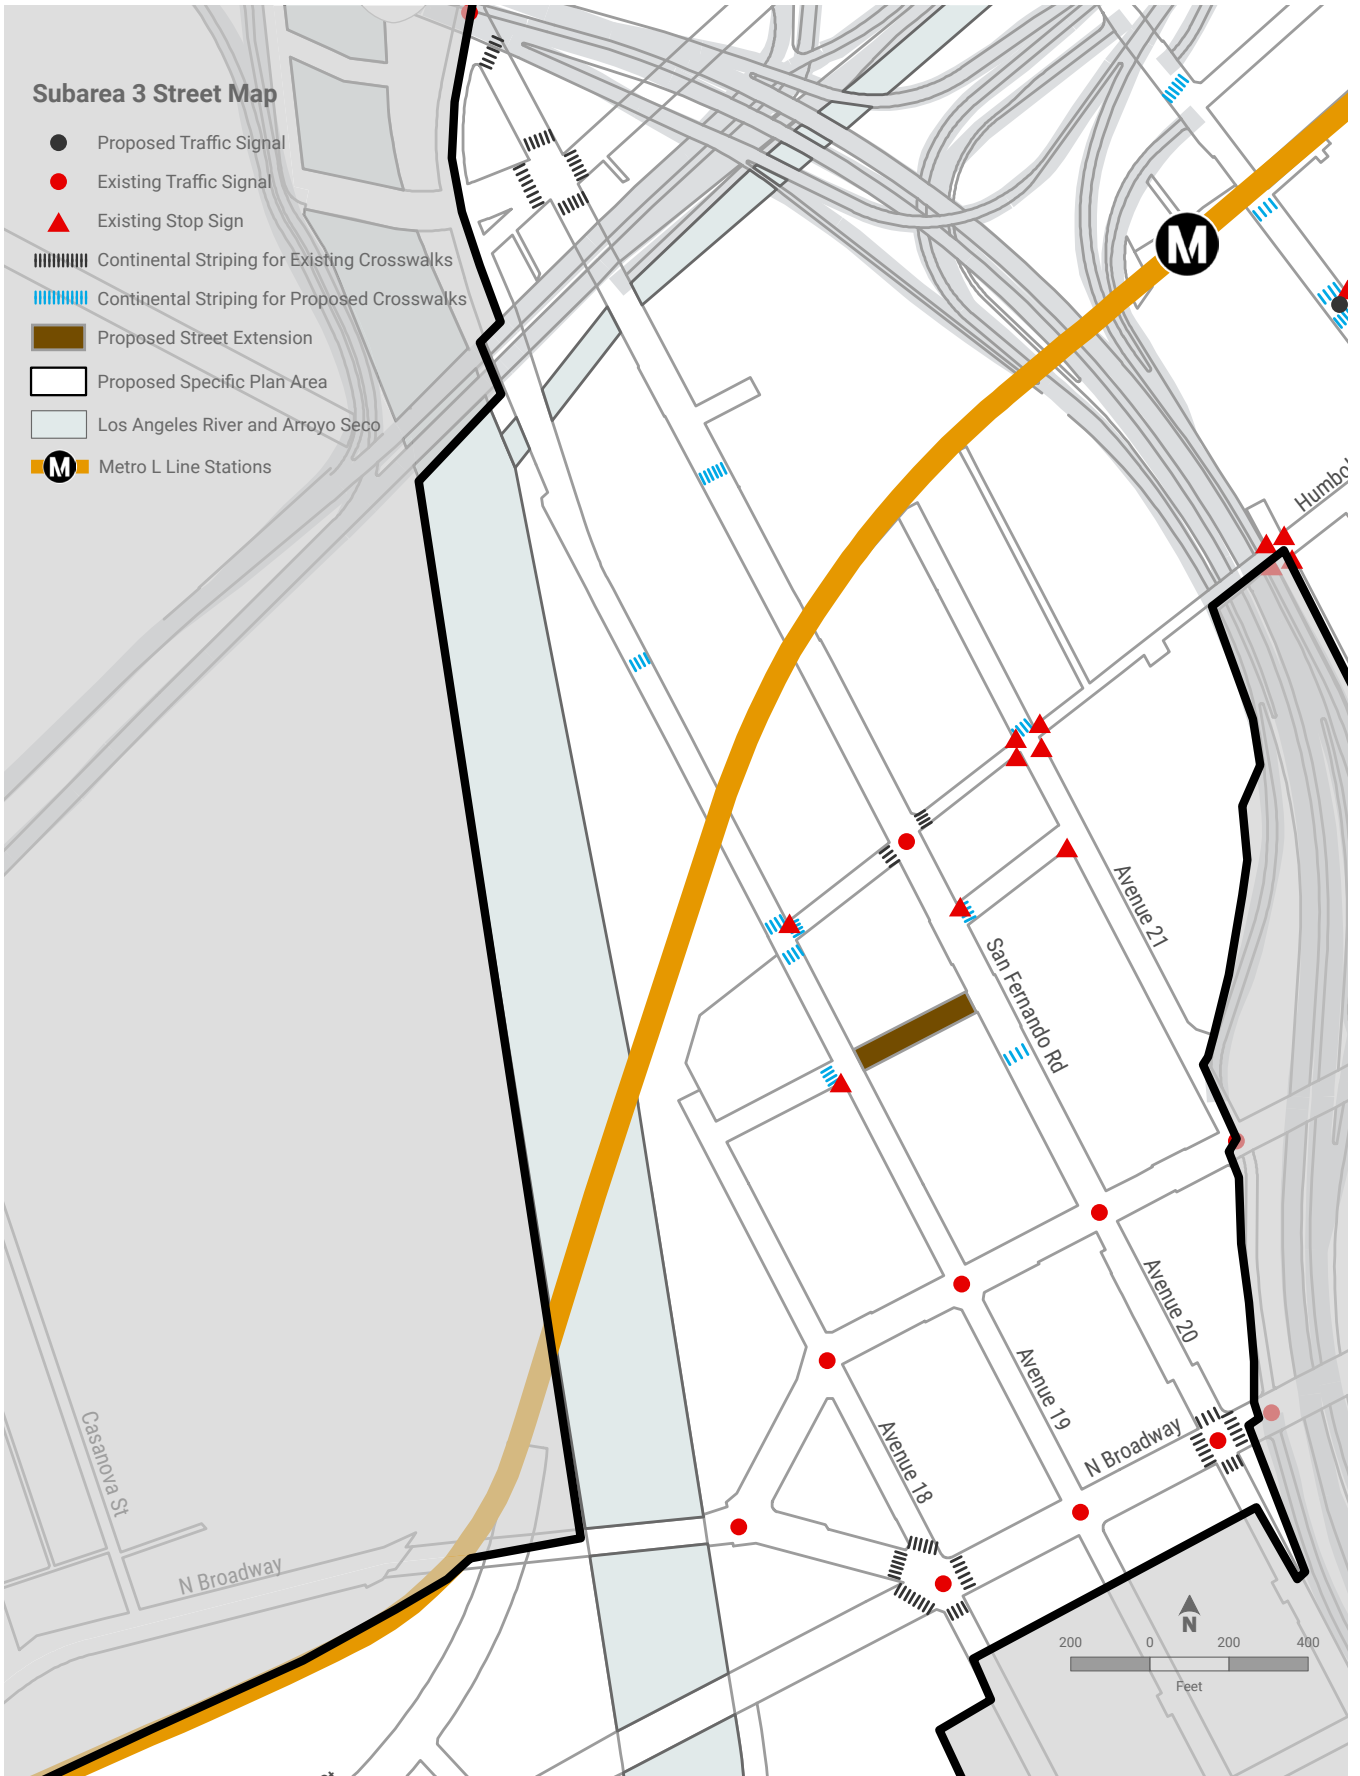 Subarea 3 Street Map
Proposed Traffic Signal
Existing Traffic Signal
Existing Stop Sign
Continental Striping for Existing Crosswalks
Continental Striping for Proposed Crosswalks
Proposed Street Extension
Proposed Specific Plan Area
Los Angeles River and Arroyo Seco
M Metro L Line Stations
M
Humbol
Avenue 21
San Fernando Rd
Avenue 20
Avenue 19
N Broadway
Avenue 18
Casanova St
N Broadway
N
200 0 200 400
Feet